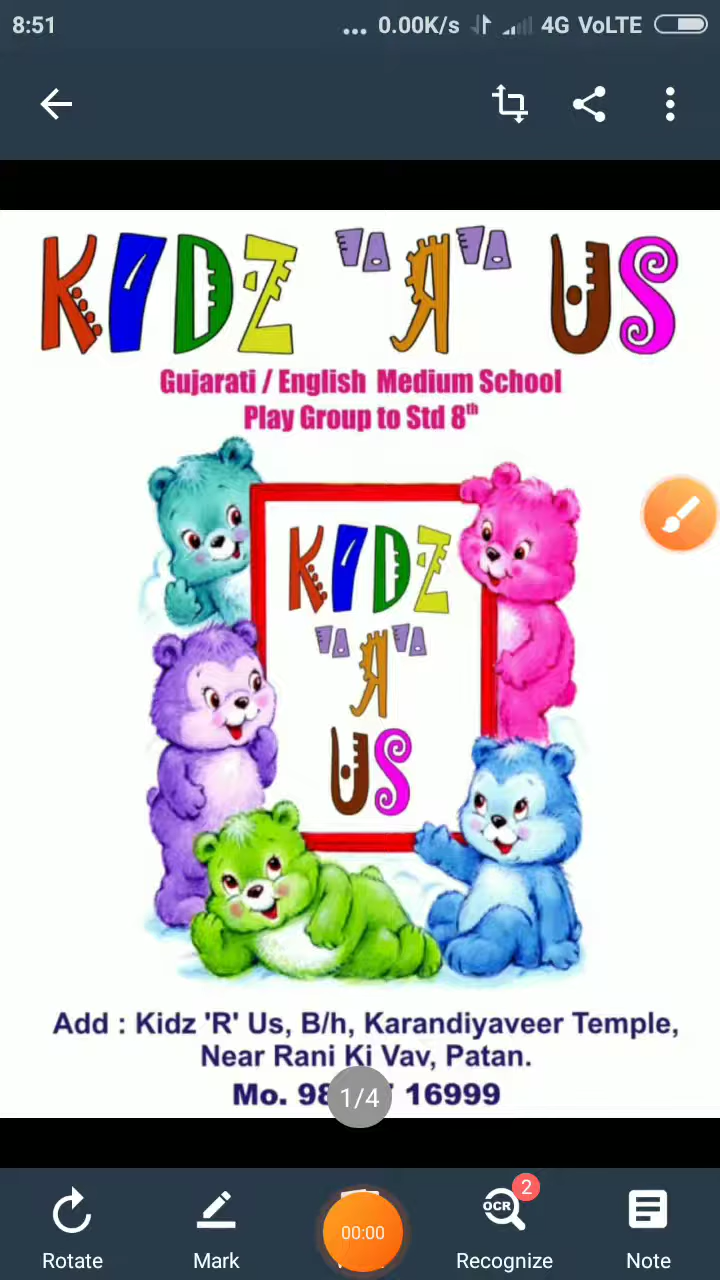 8:51
... 0.00K/s 4G VoLTE
KIDZ "R" US
Gujarati / English Medium School
Play Group to Std 8th
KIDZ
"R"
US
Add : Kidz 'R' Us, B/h, Karandiyaveer Temple,
Near Rani Ki Vav, Patan.
Mo. 16999
1/4
2
OCR
00:00
Rotate Mark Recognize Note